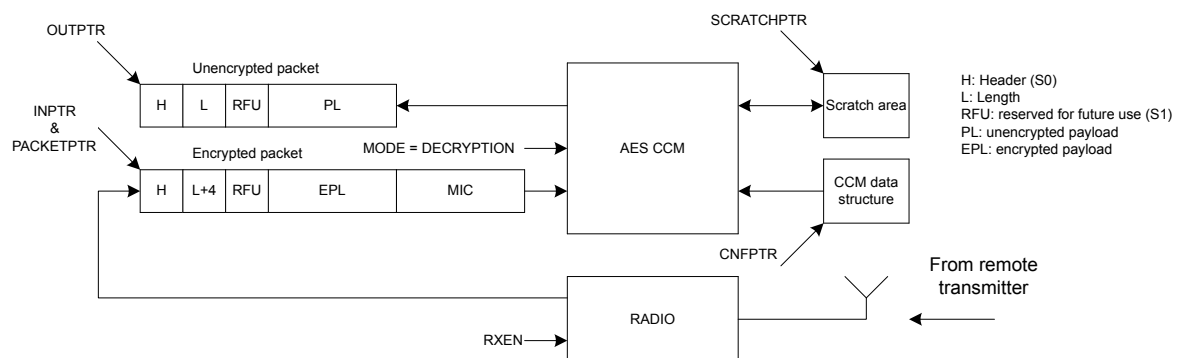 SCRATCHPTR
OUTPTR
Unencrypted packet
H L RFU PL
Scratch area
H: Header (S0)
L: Length
RFU: reserved for future use (S1)
PL: unencrypted payload
EPL: encrypted payload
INPTR
&
PACKETPTR
MODE = DECRYPTION
AES CCM
Encrypted packet
H L+4 RFU EPL MIC
CCM data
structure
CNFPTR
From remote
transmitter
RADIO
RXEN